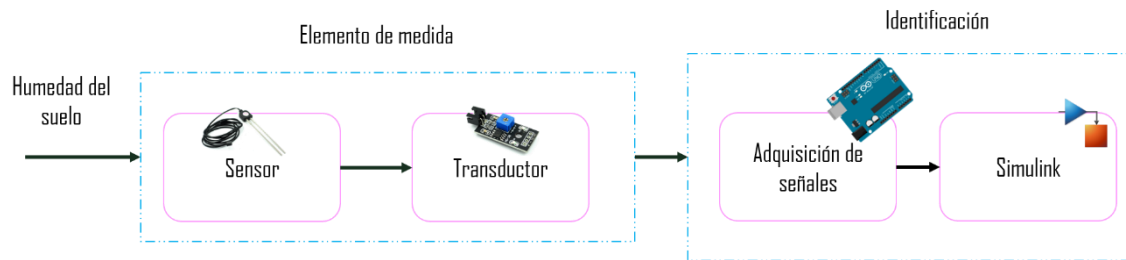 Elemento de medida
Identificación
Humedad del
suelo
Sensor
Transductor
Adquisición de
señales
Simulink